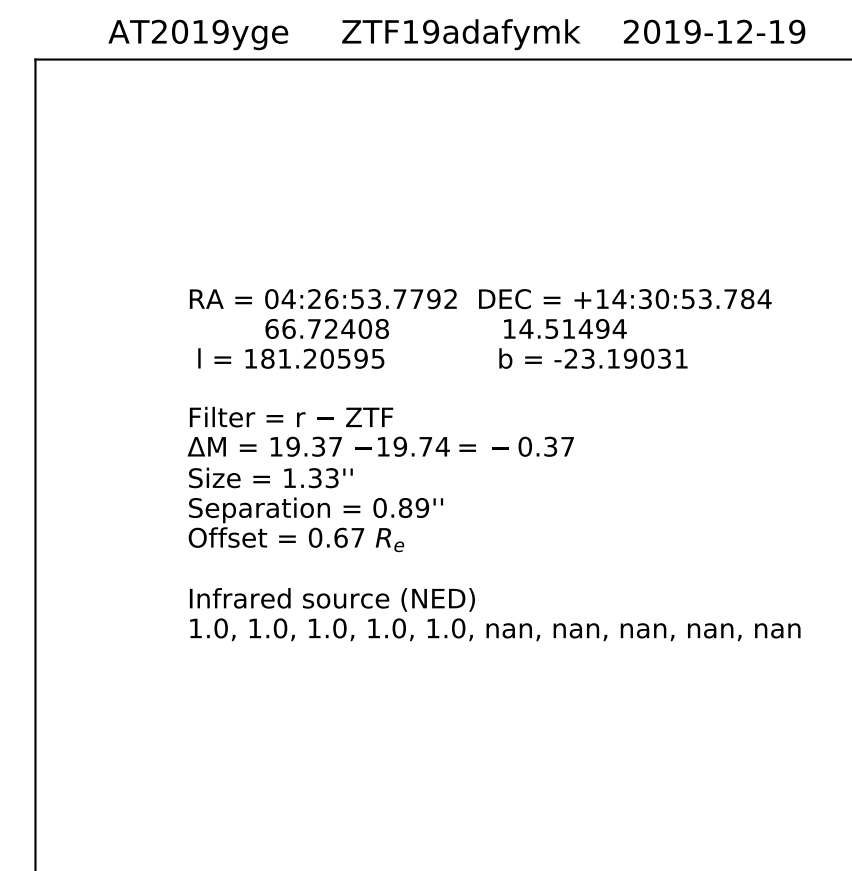 AT2019yge ZTF19adafymk 2019-12-19
RA = 04:26:53.7792 DEC = +14:30:53.784
66.72408 14.51494
l = 181.20595 b = -23.19031
Filter = r − ZTF
ΔM = 19.37 −19.74 = − 0.37
Size = 1.33''
Separation = 0.89''
Offset = 0.67 Re
Infrared source (NED)
1.0, 1.0, 1.0, 1.0, 1.0, nan, nan, nan, nan, nan